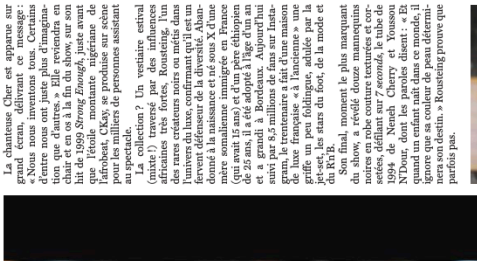 La chanteuse Cher est apparue sur
grand écran, délivrant ce message :
« Nous nous inventons tous. Certains
d'entre nous ont juste plus d'imagina-
tion que d'autres. » Elle reviendra en
chair et en os à la fin du show, sur son
hit de 1999 Strong Enough, juste avant
que l'étoile montante nigériane de
l'afrobeat, CKay, se produise sur scène
pour les milliers de personnes assistant
au spectacle.
La collection ? Un vestiaire estival
(mixte !) traversé par des influences
africaines très fortes, Rousteing, l'un
des rares créateurs noirs ou métis dans
l'univers du luxe, confirmant qu'il est un
fervent défenseur de la diversité. Aban-
donné à la naissance et né sous X d'une
mère somalienne émigrée en France
(qui avait 15 ans) et d'un père éthiopien
de 25 ans, il a été adopté à l'âge d'un an
et a grandi à Bordeaux. Aujourd'hui
suivi par 8,5 millions de fans sur Insta-
gram, le trentenaire a fait d'une maison
de luxe française « à l'ancienne » une
griffe un peu foldingue, adulée par la
jet-set, les stars du foot, de la mode et
du R'n'B.
Son final, moment le plus marquant
du show, a révélé douze mannequins
noires en robe couture texturées et cor-
setées, défilant sur 7 seconds, le tube de
1994 de Neneh Cherry et Youssou
N'Dour, dont les paroles disent : « Et
quand un enfant naît dans ce monde, il
ignore que sa couleur de peau détermi-
nera son destin. » Rousteing prouve que
parfois pas.